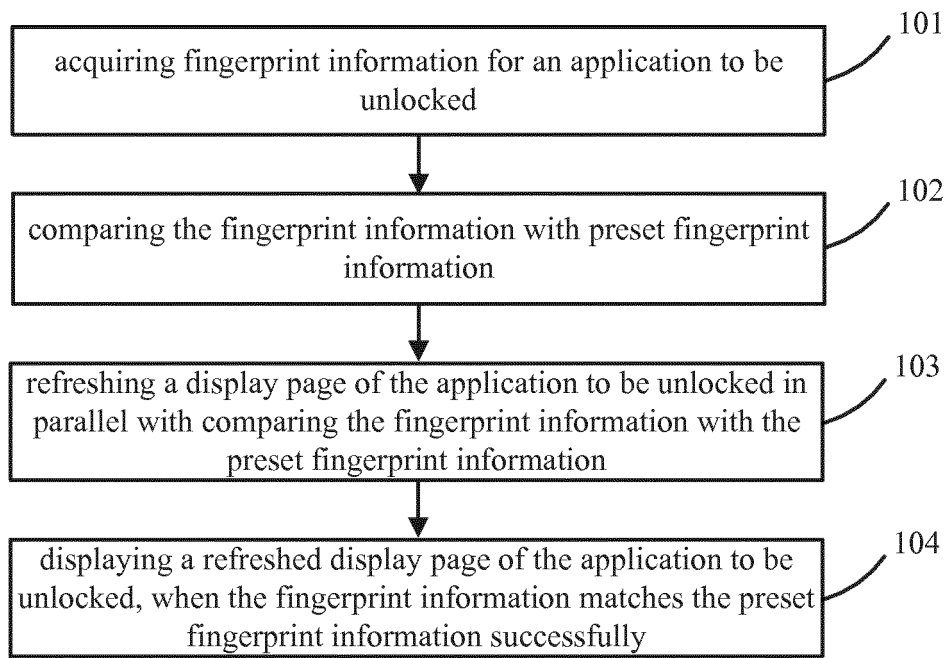 101
acquiring fingerprint information for an application to be
unlocked
102
comparing the fingerprint information with preset fingerprint
information
103
refreshing a display page of the application to be unlocked in
parallel with comparing the fingerprint information with the
preset fingerprint information
104
displaying a refreshed display page of the application to be
unlocked, when the fingerprint information matches the preset
fingerprint information successfully